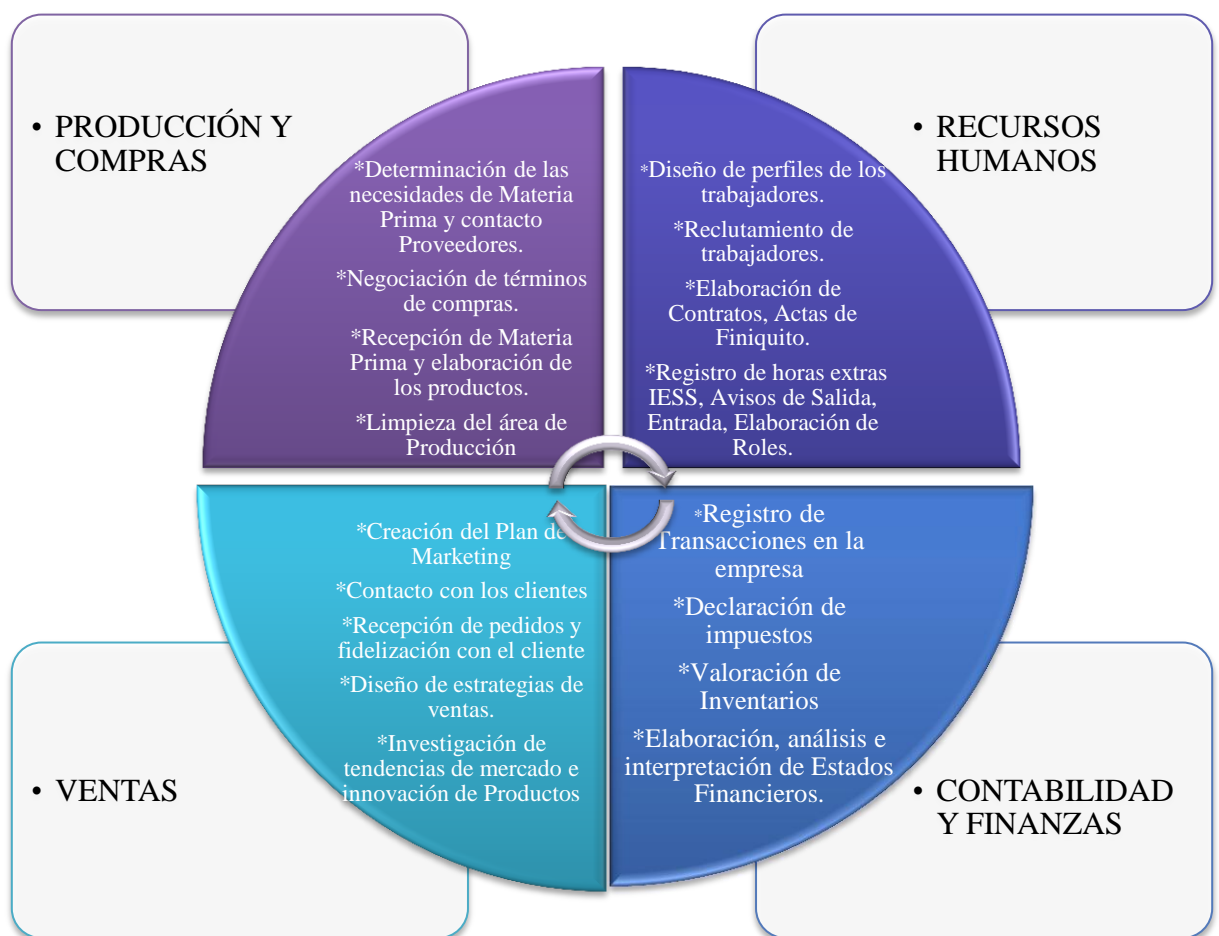 • PRODUCCIÓN Y
COMPRAS
*Determinación de las
necesidades de Materia
Prima y contacto
Proveedores.
*Negociación de términos
de compras.
*Recepción de Materia
Prima y elaboración de
los productos.
*Limpieza del área de
Producción
• RECURSOS
HUMANOS
*Diseño de perfiles de los
trabajadores.
*Reclutamiento de
trabajadores.
*Elaboración de
Contratos, Actas de
Finiquito.
*Registro de horas extras
IESS, Avisos de Salida,
Entrada, Elaboración de
Roles.
• VENTAS
*Creación del Plan de
Marketing
*Contacto con los clientes
*Recepción de pedidos y
fidelización con el cliente
*Diseño de estrategias de
ventas.
*Investigación de
tendencias de mercado e
innovación de Productos
• CONTABILIDAD
Y FINANZAS
*Registro de
Transacciones en la
empresa
*Declaración de
impuestos
*Valoración de
Inventarios
*Elaboración, análisis e
interpretación de Estados
Financieros.